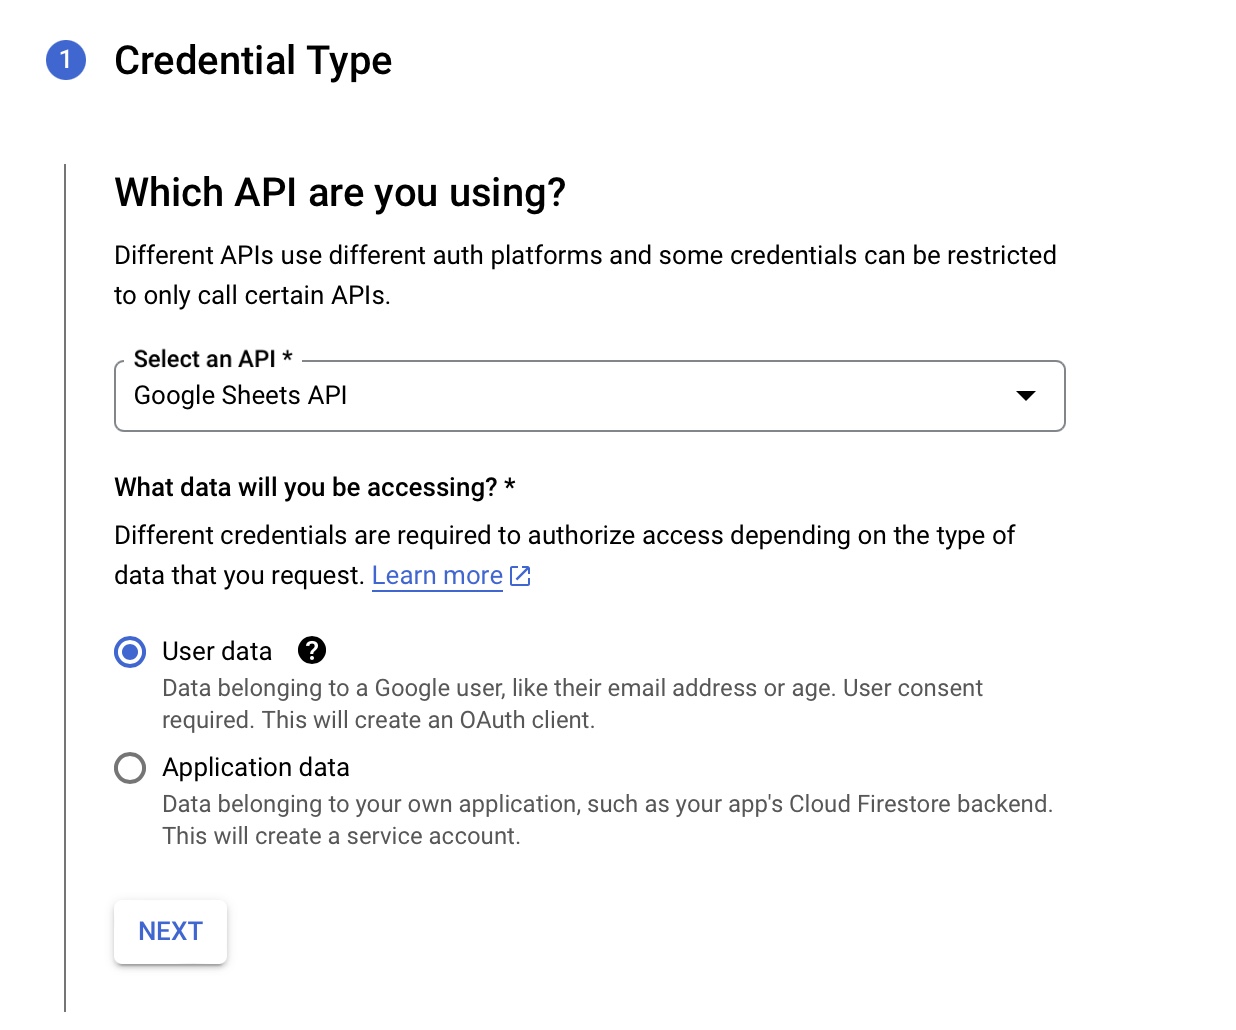 1 Credential Type
Which API are you using?
Different APIs use different auth platforms and some credentials can be restricted
to only call certain APIs.
Select an API *
Google Sheets API
What data will you be accessing? *
Different credentials are required to authorize access depending on the type of
data that you request. Learn more
User data ?
Data belonging to a Google user, like their email address or age. User consent
required. This will create an OAuth client.
Application data
Data belonging to your own application, such as your app's Cloud Firestore backend.
This will create a service account.
NEXT